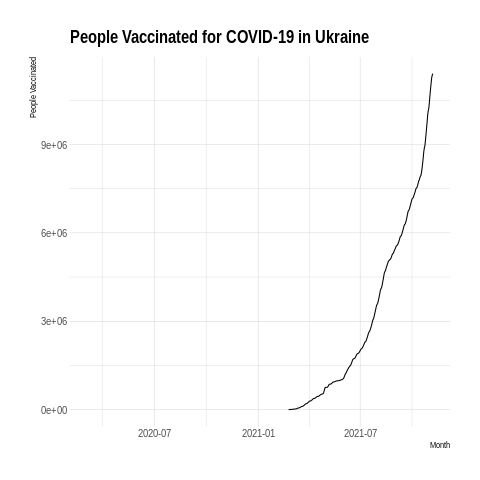 People Vaccinated for COVID-19 in Ukraine
People Vaccinated
9e+06
6e+06
3e+06
0e+00
2020-07
2021-01
2021-07
Month